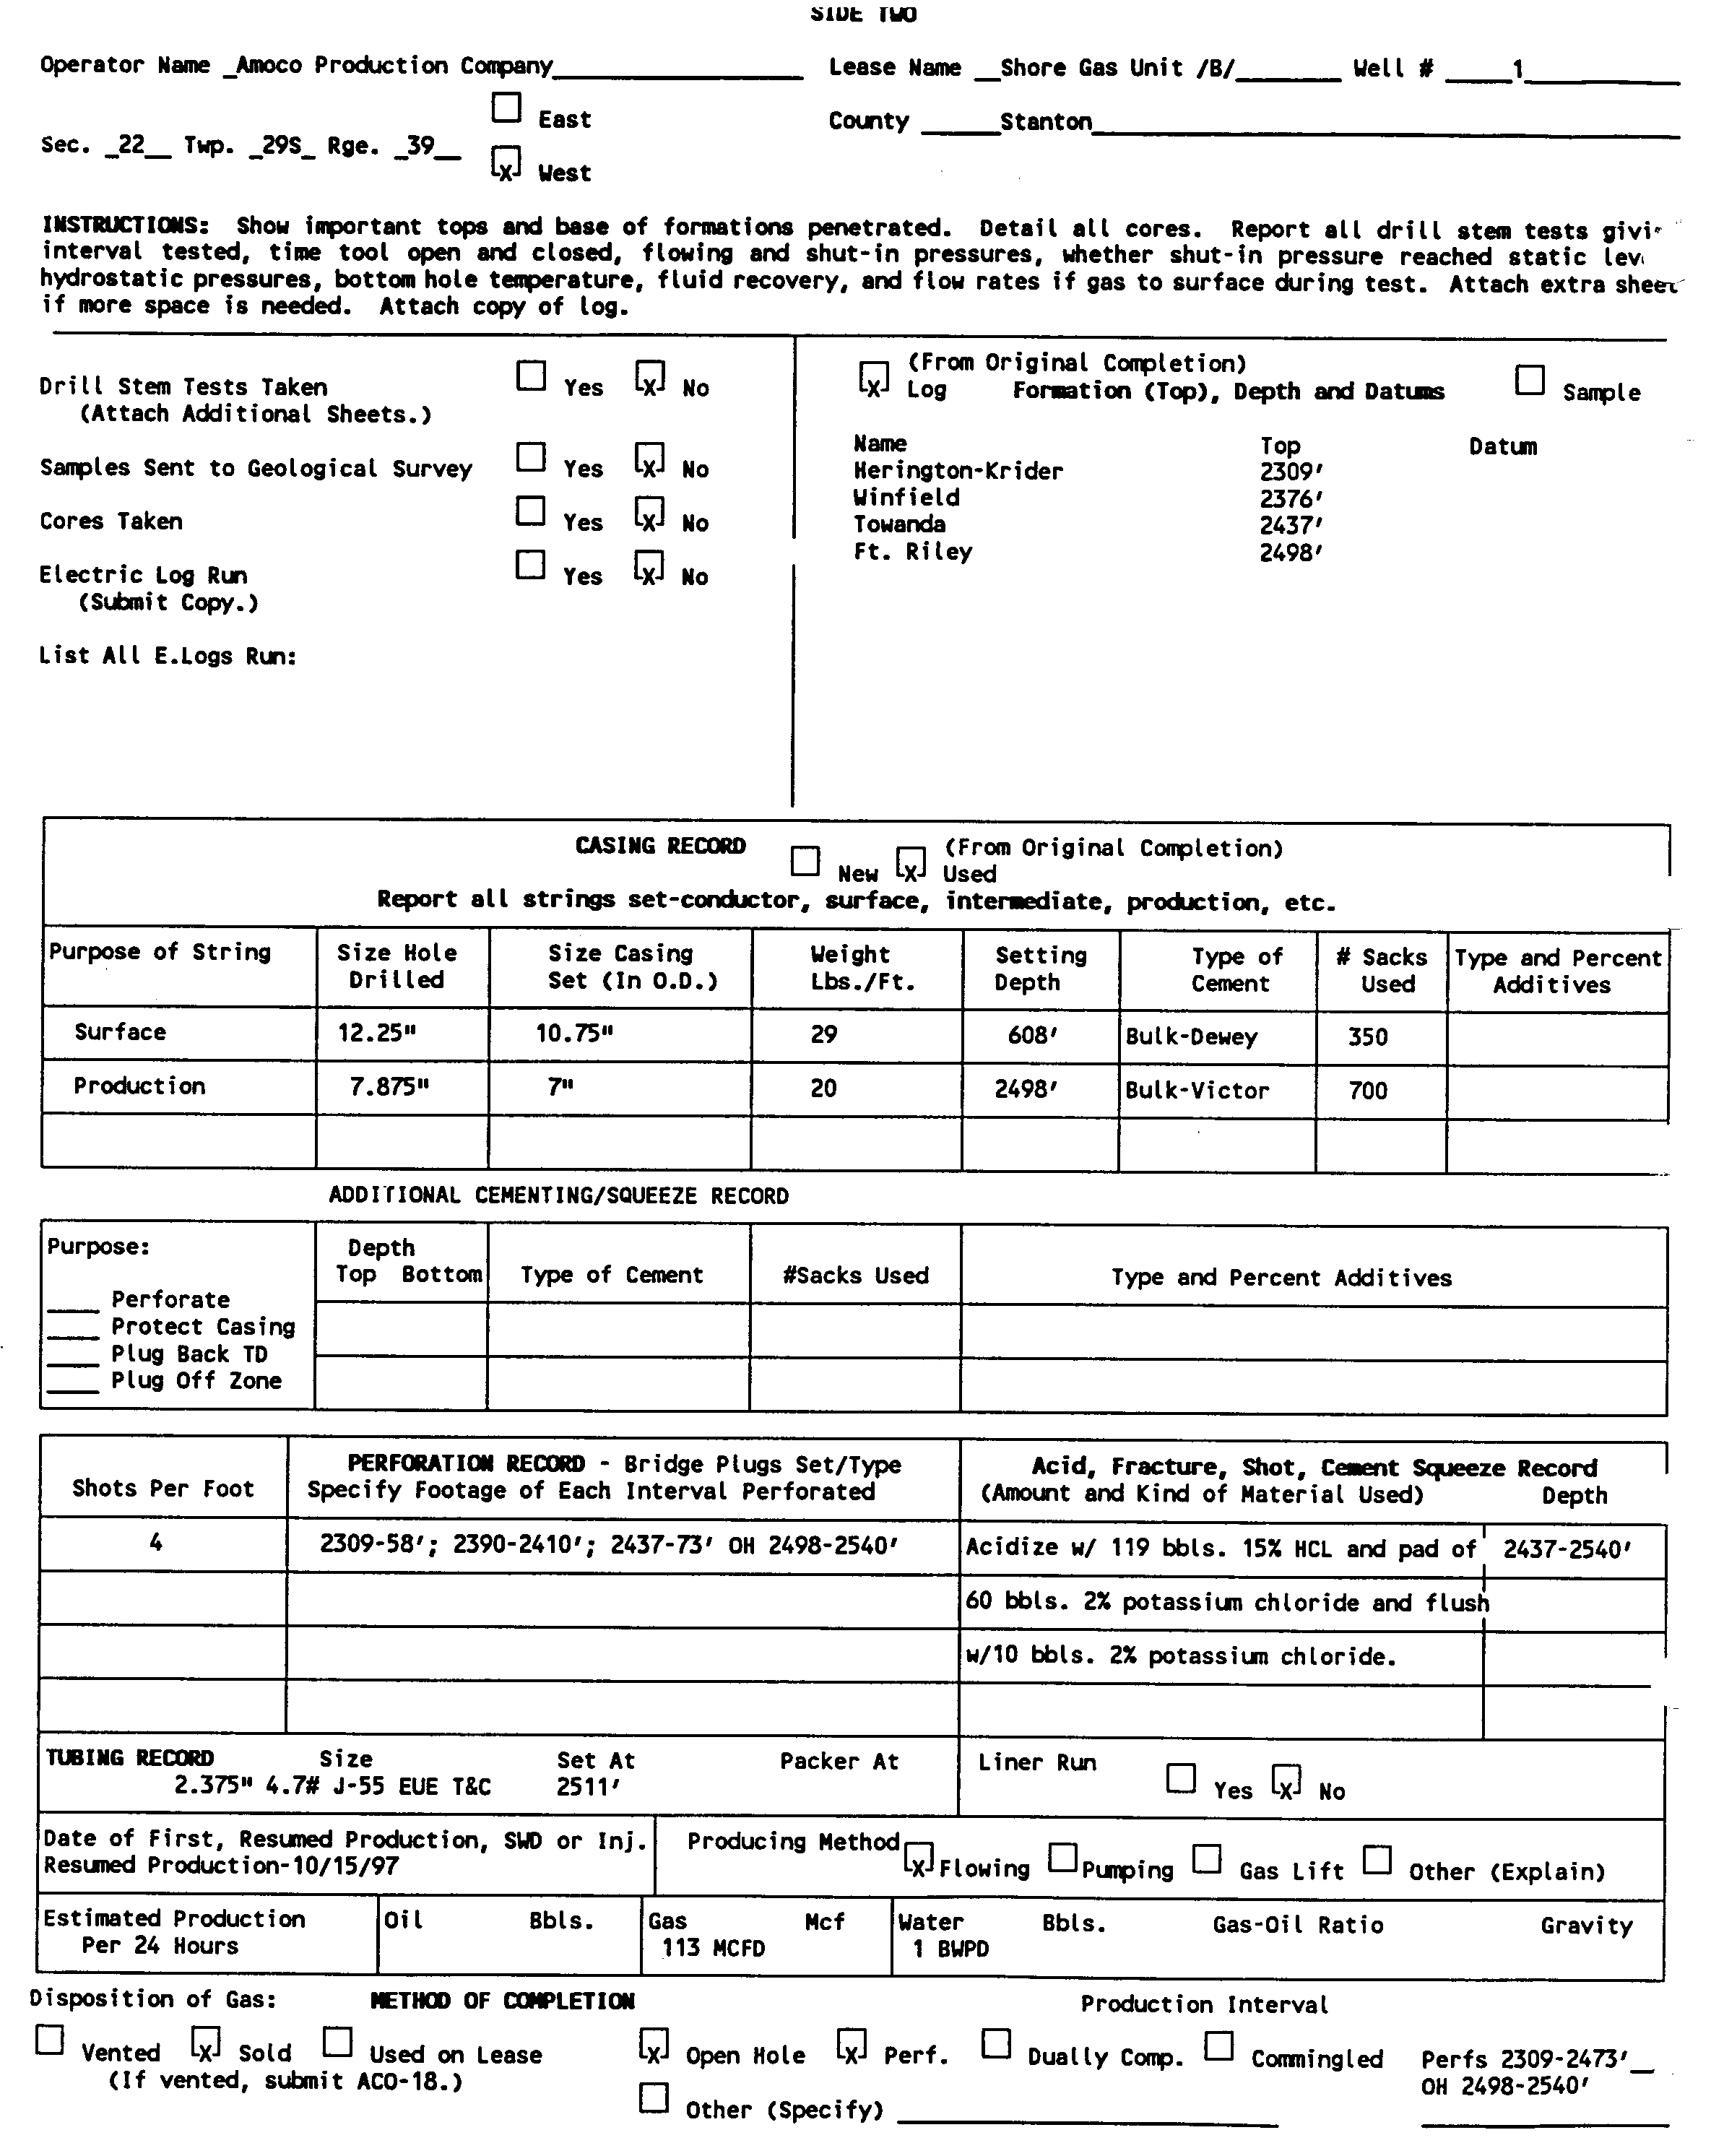 SIDE TWO
Operator Name _Amoco Production Company_ Lease Name __Shore Gas Unit /B/____ Well # _____1_____
East
County ______Stanton______
Sec. _22__ Twp. _29S_ Rge. _39__
X West
INSTRUCTIONS: Show important tops and base of formations penetrated. Detail all cores. Report all drill stem tests
interval tested, time tool open and closed, flowing and shut-in pressures, whether shut-in pressure reached static
hydrostatic pressures, bottom hole temperature, fluid recovery, and flow rates if gas to surface during test. Attach extra sheet
if more space is needed. Attach copy of log.
Drill Stem Tests Taken Yes X No
(Attach Additional Sheets.)
Samples Sent to Geological Survey Yes X No
Cores Taken Yes X No
Electric Log Run Yes X No
(Submit Copy.)
List All E.Logs Run:
(From Original Completion)
X Log Formation (Top), Depth and Datums Sample
Name Top Datum
Herington-Krider 2309'
Winfield 2376'
Towanda 2437'
Ft. Riley 2498'
CASING RECORD (From Original Completion)
New X Used
Report all strings set-conductor, surface, intermediate, production, etc.
Purpose of String Size Hole Size Casing Weight Setting Type of # Sacks Type and Percent
Drilled Set (In O.D.) Lbs./Ft. Depth Cement Used Additives
Surface 12.25" 10.75" 29 608' Bulk-Dewey 350
Production 7.875" 7" 20 2498' Bulk-Victor 700
ADDITIONAL CEMENTING/SQUEEZE RECORD
Purpose: Depth
Top Bottom Type of Cement #Sacks Used Type and Percent Additives
____ Perforate
____ Protect Casing
____ Plug Back TD
____ Plug Off Zone
PERFORATION RECORD - Bridge Plugs Set/Type Acid, Fracture, Shot, Cement Squeeze Record
Shots Per Foot Specify Footage of Each Interval Perforated (Amount and Kind of Material Used) Depth
4 2309-58'; 2390-2410'; 2437-73' OH 2498-2540' Acidize w/ 119 bbls. 15% HCL and pad of 2437-2540'
60 bbls. 2% potassium chloride and flush
w/10 bbls. 2% potassium chloride.
TUBING RECORD Size Set At Packer At Liner Run
2.375" 4.7# J-55 EUE T&C 2511' Yes X No
Date of First, Resumed Production, SWD or Inj. Producing Method
Resumed Production-10/15/97 X Flowing Pumping Gas Lift Other (Explain)
Estimated Production Oil Bbls. Gas Mcf Water Bbls. Gas-Oil Ratio Gravity
Per 24 Hours 113 MCFD 1 BWPD
Disposition of Gas: METHOD OF COMPLETION Production Interval
Vented X Sold Used on Lease X Open Hole X Perf. Dually Comp. Commingled Perfs 2309-2473'__
(If vented, submit ACO-18.) OH 2498-2540'
Other (Specify) ____________________